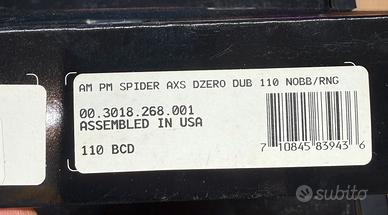 AM PM SPIDER AXS DZERO DUB 110 NOBB/RNG
00.3018.268.001
ASSEMBLED IN USA
110 BCD
7 10845 83943 6
subito